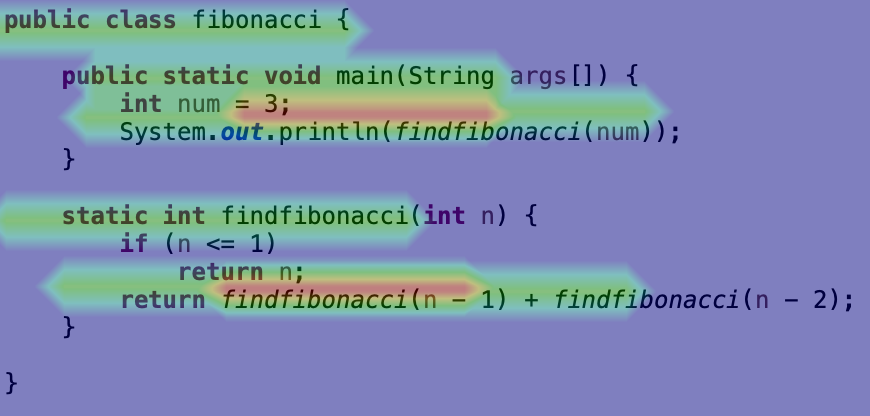 public class fibonacci {
public static void main(String args[]) {
int num = 3;
System.out.println(findfibonacci(num));
}
static int findfibonacci(int n) {
if (n <= 1)
return n;
return findfibonacci(n - 1) + findfibonacci(n - 2);
}
}